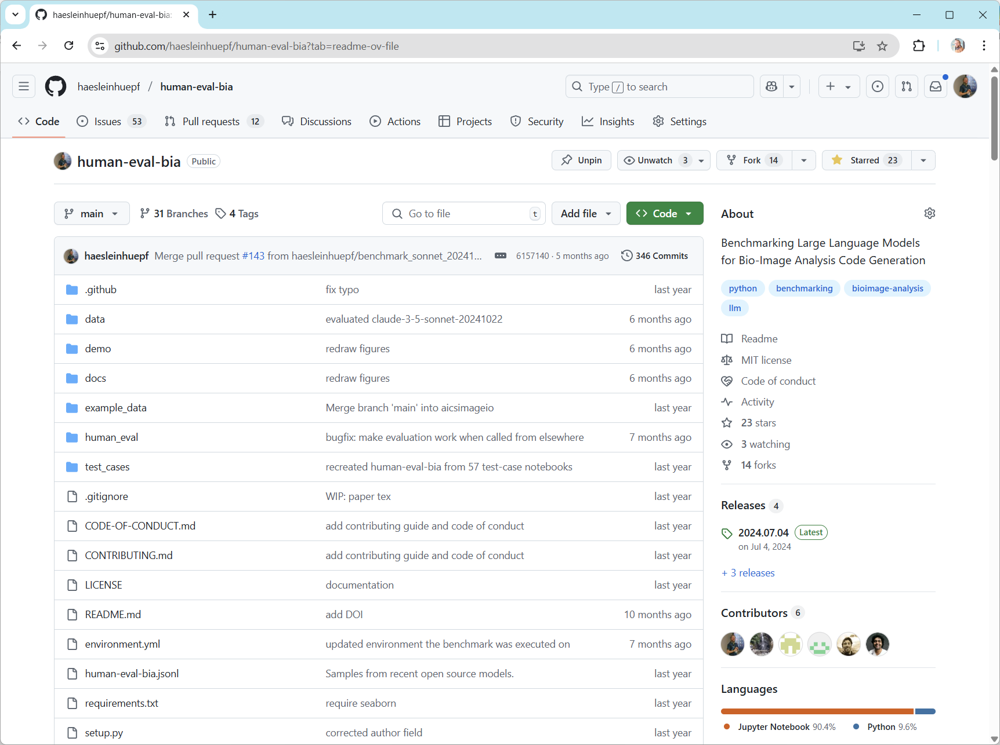 haesleinhuepf/human-eval-bia:
github.com/haesleinhuepf/human-eval-bia?tab=readme-ov-file
haesleinhuepf / human-eval-bia
Type / to search
Code
Issues 53
Pull requests 12
Discussions
Actions
Projects
Security
Insights
Settings
human-eval-bia Public
Unpin
Unwatch 3
Fork 14
Starred 23
main
31 Branches
4 Tags
Go to file t
Add file
Code
haesleinhuepf Merge pull request #143 from haesleinhuepf/benchmark_sonnet_20241... 6157140 · 5 months ago 346 Commits
.github fix typo last year
data evaluated claude-3-5-sonnet-20241022 6 months ago
demo redraw figures 6 months ago
docs redraw figures 6 months ago
example_data Merge branch 'main' into aicsimageio last year
human_eval bugfix: make evaluation work when called from elsewhere 7 months ago
test_cases recreated human-eval-bia from 57 test-case notebooks last year
.gitignore WIP: paper tex last year
CODE-OF-CONDUCT.md add contributing guide and code of conduct last year
CONTRIBUTING.md add contributing guide and code of conduct last year
LICENSE documentation last year
README.md add DOI 10 months ago
environment.yml updated environment the benchmark was executed on 7 months ago
human-eval-bia.jsonl Samples from recent open source models. last year
requirements.txt require seaborn last year
setup.py corrected author field last year
About
Benchmarking Large Language Models
for Bio-Image Analysis Code Generation
python benchmarking bioimage-analysis
llm
Readme
MIT license
Code of conduct
Activity
23 stars
3 watching
14 forks
Releases 4
2024.07.04 Latest
on Jul 4, 2024
+ 3 releases
Contributors 6
Languages
Jupyter Notebook 90.4% Python 9.6%